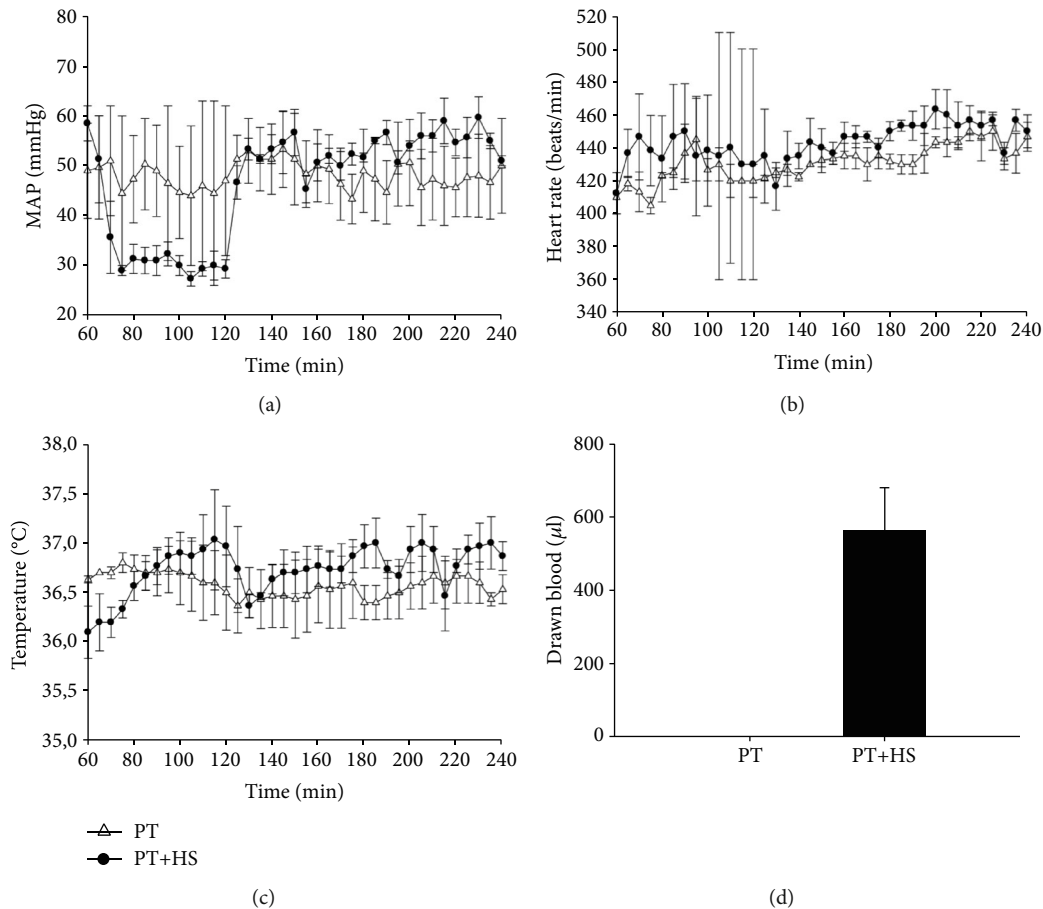 80
70
60
50
40
30
20
MAP (mmHg)
60 80 100 120 140 160 180 200 220 240
Time (min)
(a)
520
500
480
460
440
420
400
380
360
340
Heart rate (beats/min)
60 80 100 120 140 160 180 200 220 240
Time (min)
(b)
38,0
37,5
37,0
36,5
36,0
35,5
35,0
Temperature (°C)
60 80 100 120 140 160 180 200 220 240
Time (min)
PT
PT+HS
(c)
800
600
400
200
0
Drawn blood (μl)
PT PT+HS
(d)